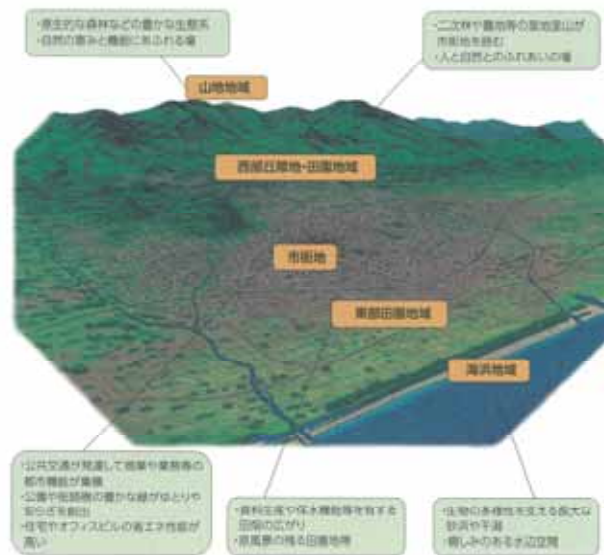 ・原生的な森林などの豊かな生態系
・自然の恵みと機能にあふれる場
・二次林や農地等の里地里山が
市街地を囲む
・人と自然とのふれあいの場
山地地域
西部丘陵地・田園地域
市街地
東部田園地域
海浜地域
・公共交通が発達して商業や業務等の
都市機能が集積
・公園や街路樹の豊かな緑がゆとりや
安らぎを創出
・住宅やオフィスビルの省エネ性能が
高い
・食料生産や保水機能等を有する
田畑の広がり
・原風景の残る田園地帯
・生物の多様性を支える長大な
砂浜や干潟
・親しみのある水辺空間